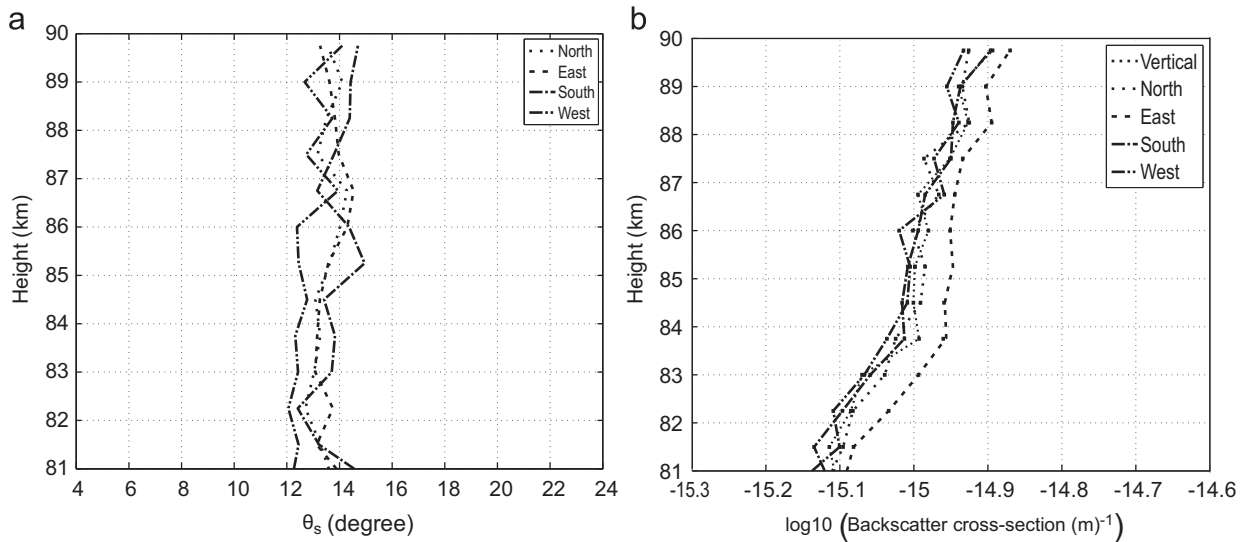 a
90
89
88
87
86
85
84
83
82
81
Height (km)
4 6 8 10 12 14 16 18 20 22 24
θs (degree)
North
East
South
West
b
90
89
88
87
86
85
84
83
82
81
Height (km)
-15.3 -15.2 -15.1 -15 -14.9 -14.8 -14.7 -14.6
log10 (Backscatter cross-section (m)-1)
Vertical
North
East
South
West